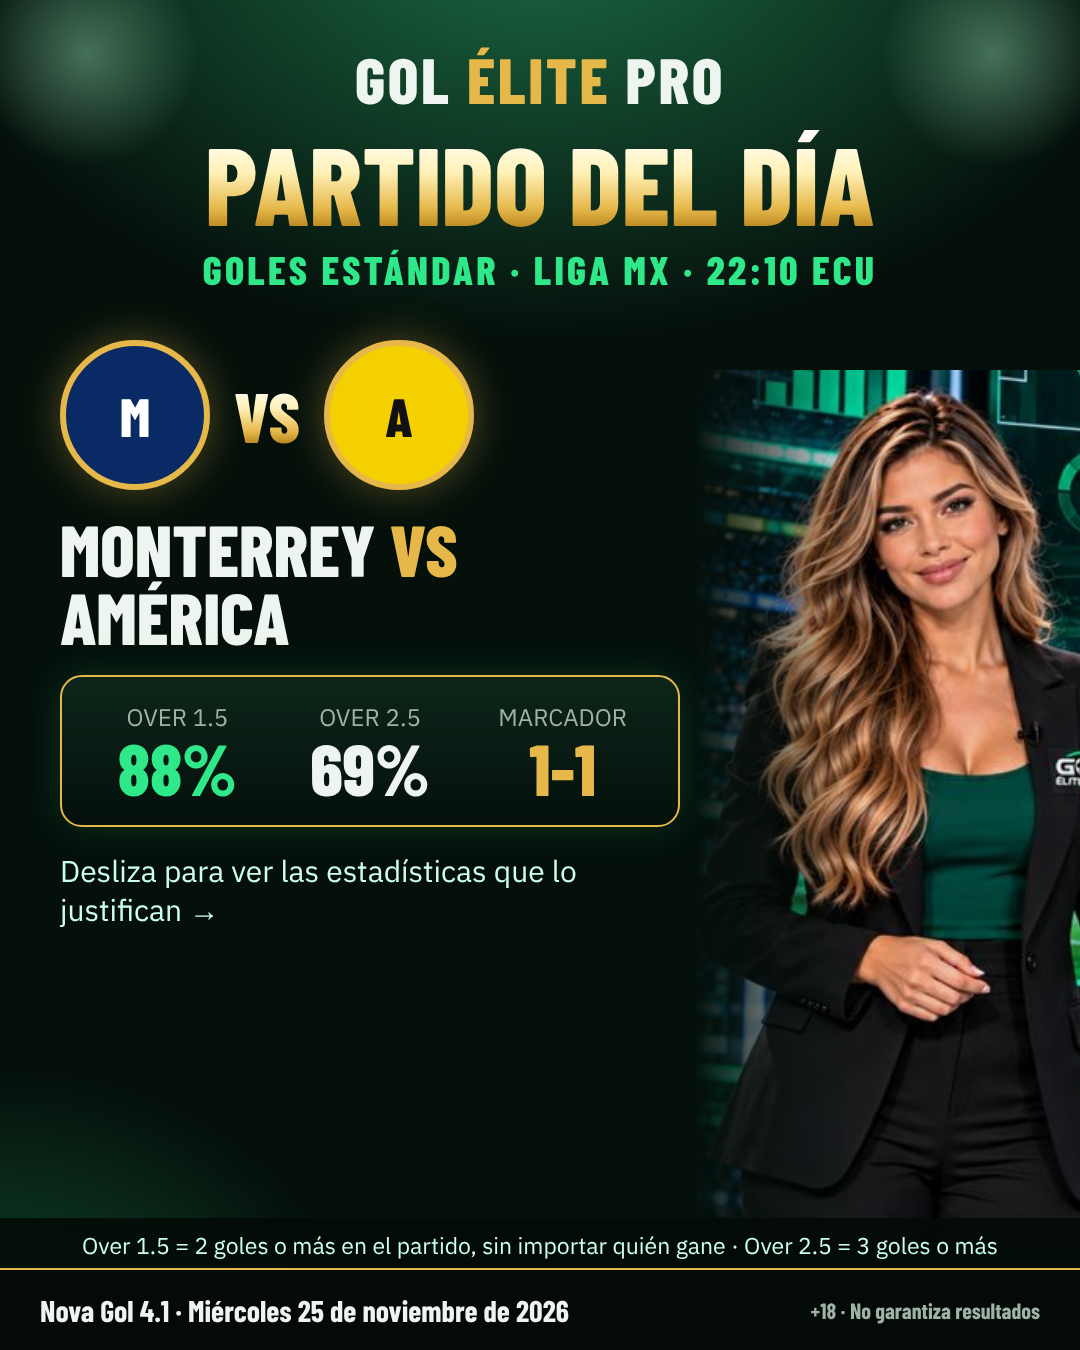 GOL ÉLITE PRO
PARTIDO DEL DÍA
GOLES ESTÁNDAR · LIGA MX · 22:10 ECU
M VS A
MONTERREY VS
AMÉRICA
OVER 1.5 OVER 2.5 MARCADOR
88% 69% 1-1
Desliza para ver las estadísticas que lo
justifican →
Over 1.5 = 2 goles o más en el partido, sin importar quién gane · Over 2.5 = 3 goles o más
Nova Gol 4.1 · Miércoles 25 de noviembre de 2026
+18 · No garantiza resultados